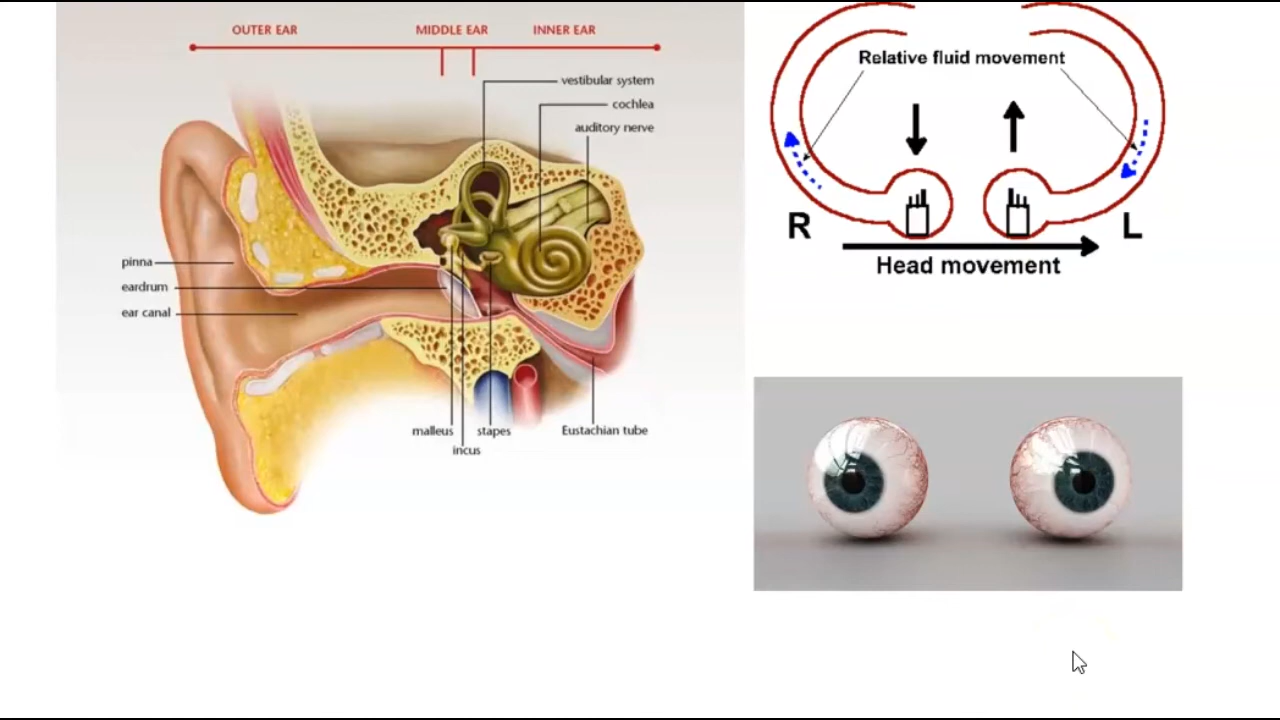 OUTER EAR MIDDLE EAR INNER EAR
vestibular system
cochlea
auditory nerve
pinna
eardrum
ear canal
malleus stapes Eustachian tube
incus
Relative fluid movement
R L
Head movement